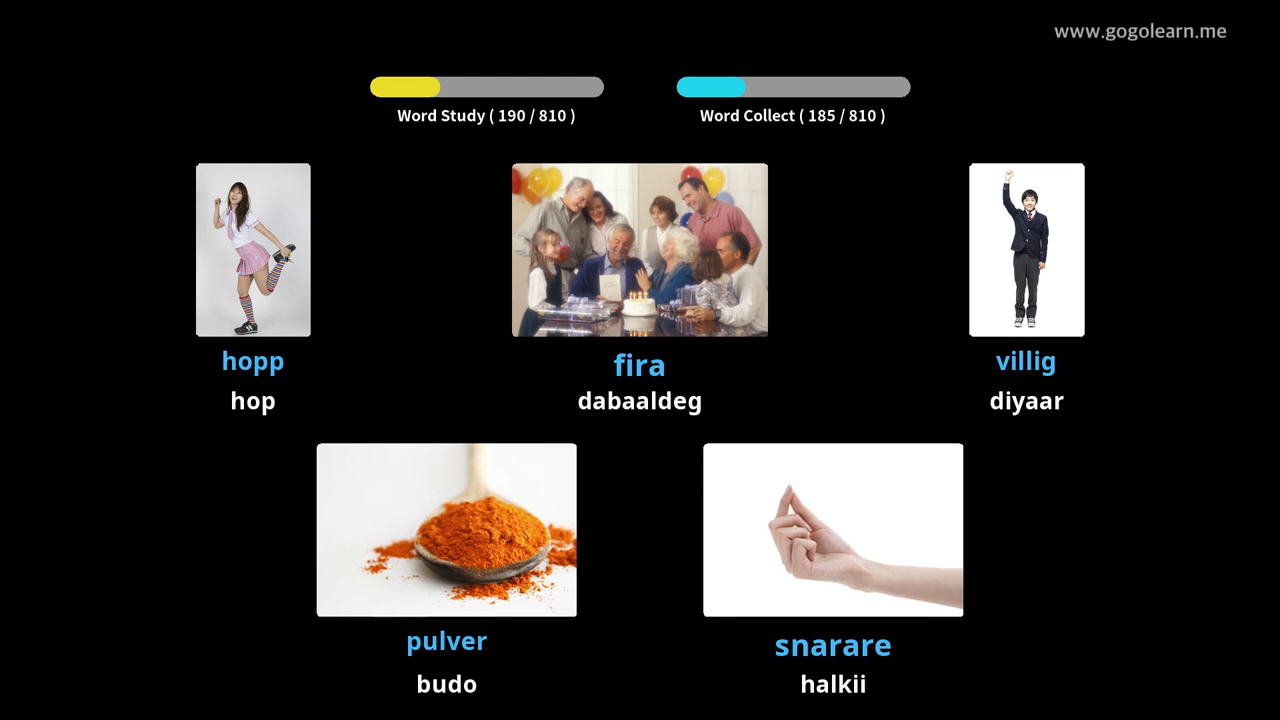 www.gogolearn.me
Word Study ( 190 / 810 )
Word Collect ( 185 / 810 )
hopp
hop
fira
dabaaldeg
villig
diyaar
pulver
budo
snarare
halkii